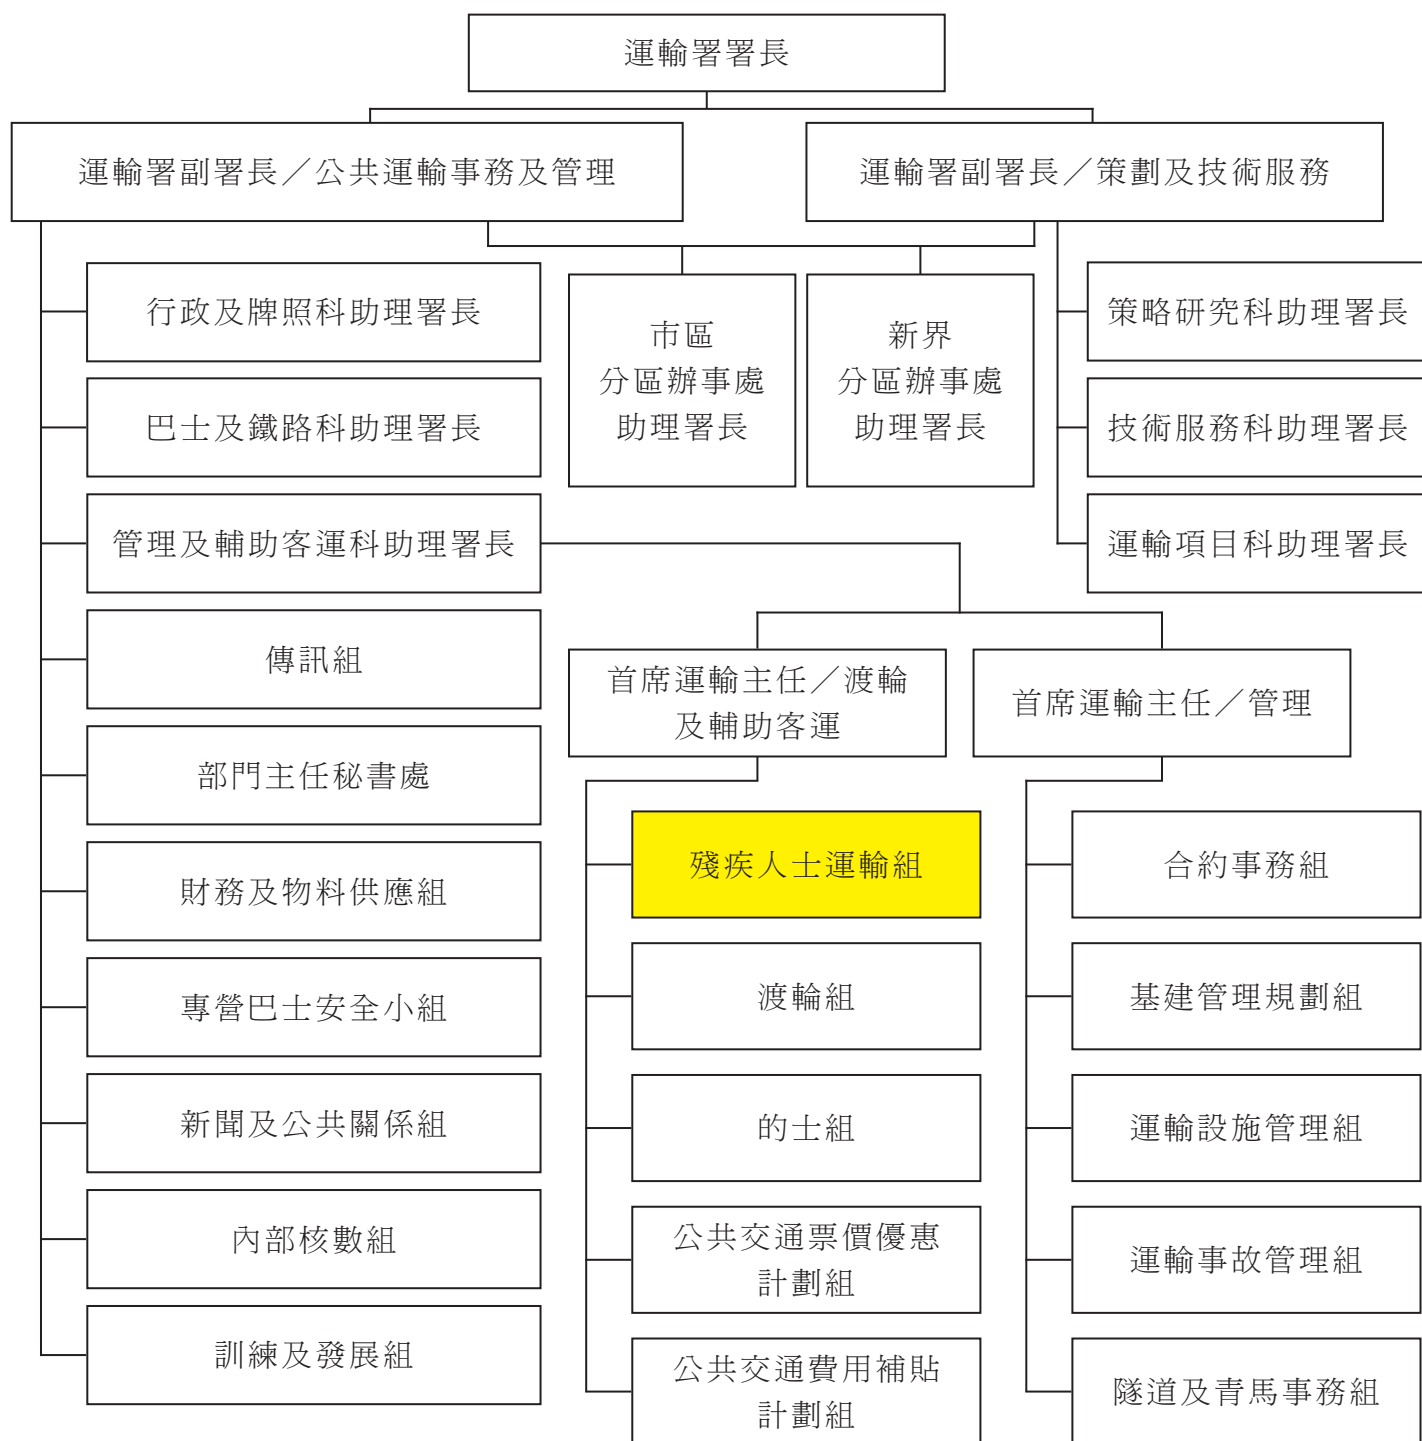 運輸署署長
運輸署副署長／公共運輸事務及管理
運輸署副署長／策劃及技術服務
行政及牌照科助理署長
巴士及鐵路科助理署長
管理及輔助客運科助理署長
傳訊組
部門主任秘書處
財務及物料供應組
專營巴士安全小組
新聞及公共關係組
內部核數組
訓練及發展組
市區
分區辦事處
助理署長
新界
分區辦事處
助理署長
策略研究科助理署長
技術服務科助理署長
運輸項目科助理署長
首席運輸主任／渡輪
及輔助客運
殘疾人士運輸組
渡輪組
的士組
公共交通票價優惠
計劃組
公共交通費用補貼
計劃組
首席運輸主任／管理
合約事務組
基建管理規劃組
運輸設施管理組
運輸事故管理組
隧道及青馬事務組